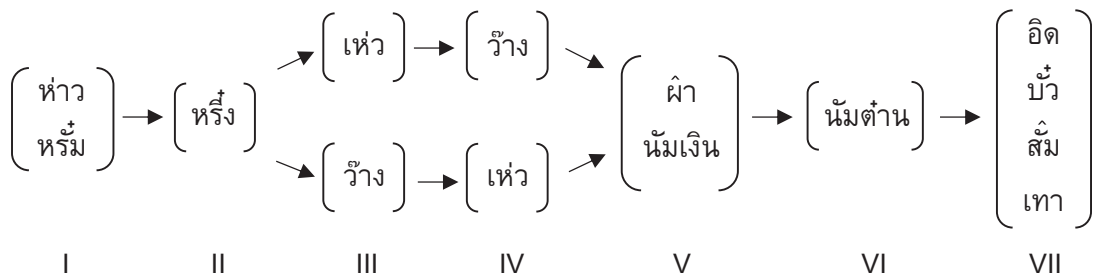 ห่าว
หรั๋ม
หรี๋ง
เห่ว
ว๊าง
ว๊าง
เห่ว
ผ̂า
นัมเงิน
นัมต๋าน
อิด
บั๋ว
สั̂ม
เทา
I II III IV V VI VII